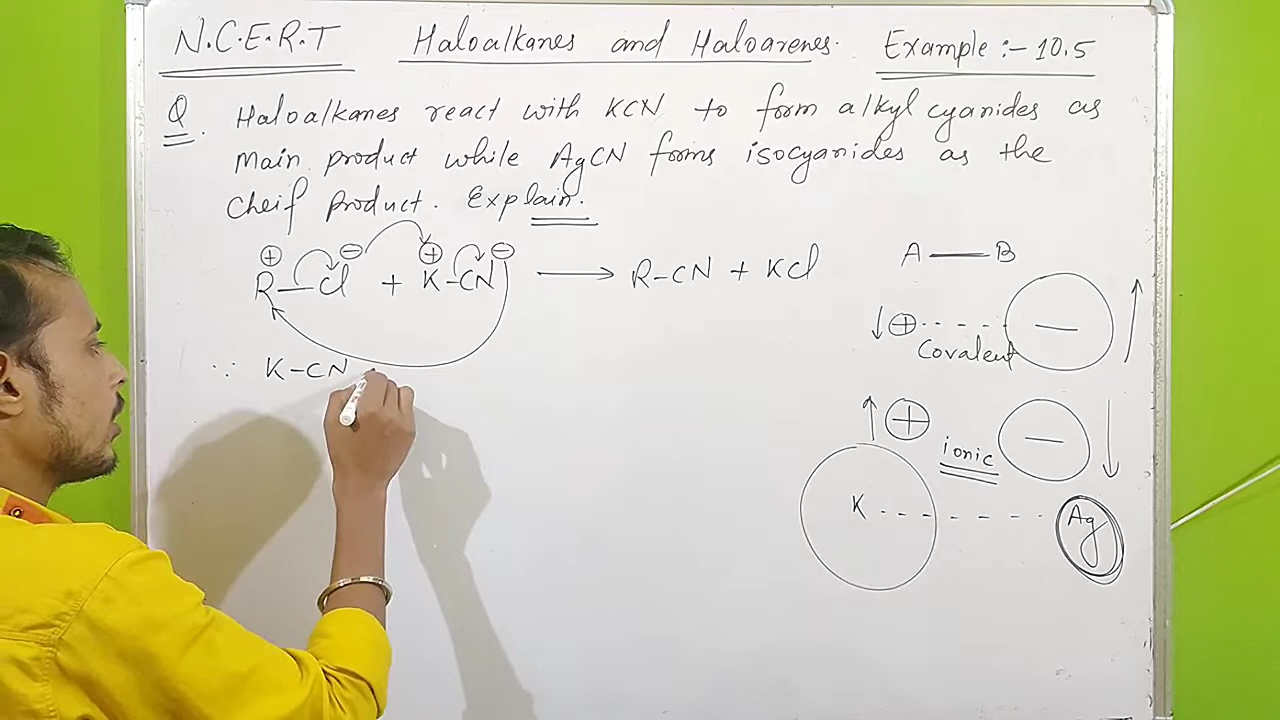 N.C.E.R.T Haloalkanes and Haloarenes. Example :- 10.5
Q. Haloalkanes react with KCN to form alkyl cyanides as
main product while AgCN forms isocyanides as the
Cheif product. Explain.
⊕ ⊖ ⊕ ⊖
R—Cl + K-CN ⟶ R-CN + KCl
∵ K-CN
A—B
↓ ⊕ - - - - — ↑
Covalent
↑ ⊕ — ↓
ionic
K - - - - - - Ag